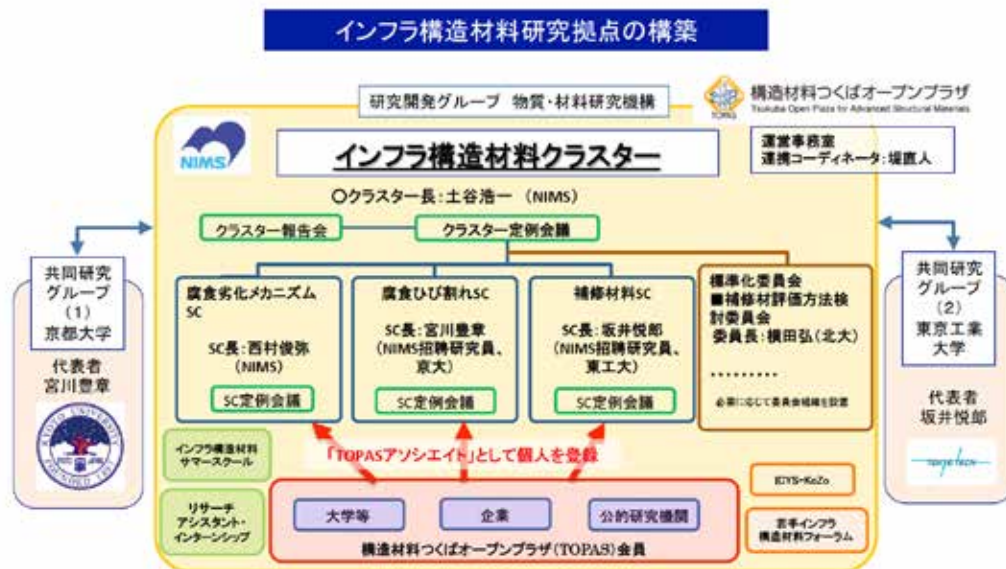 インフラ構造材料研究拠点の構築
研究開発グループ 物質・材料研究機構
TOPAS
構造材料つくばオープンプラザ
Tsukuba Open Plaza for Advanced Structural Materials
NIMS
インフラ構造材料クラスター
運営事務室
連携コーディネータ:堤直人
〇クラスター長:土谷浩一 (NIMS)
クラスター報告会
クラスター定例会議
共同研究
グループ
(1)
京都大学
代表者
宮川豊章
KYOTO UNIVERSITY
FOUNDED 1897
腐食劣化メカニズム
SC
SC長:西村俊弥
(NIMS)
SC定例会議
腐食ひび割れSC
SC長:宮川豊章
(NIMS招聘研究員、
京大)
SC定例会議
補修材料SC
SC長:坂井悦郎
(NIMS招聘研究員、
東工大)
SC定例会議
標準化委員会
■補修材評価方法検
討委員会
委員長:横田弘(北大)
・・・・・・・・・
必要に応じて委員会組織を設置
共同研究
グループ
(2)
東京工業
大学
代表者
坂井悦郎
Tokyo Tech
インフラ構造材料
サマースクール
リサーチ
アシスタント・
インターンシップ
「TOPASアソシエイト」として個人を登録
大学等
企業
公的研究機関
構造材料つくばオープンプラザ(TOPAS)会員
ICYS-KoZo
若手インフラ
構造材料フォーラム